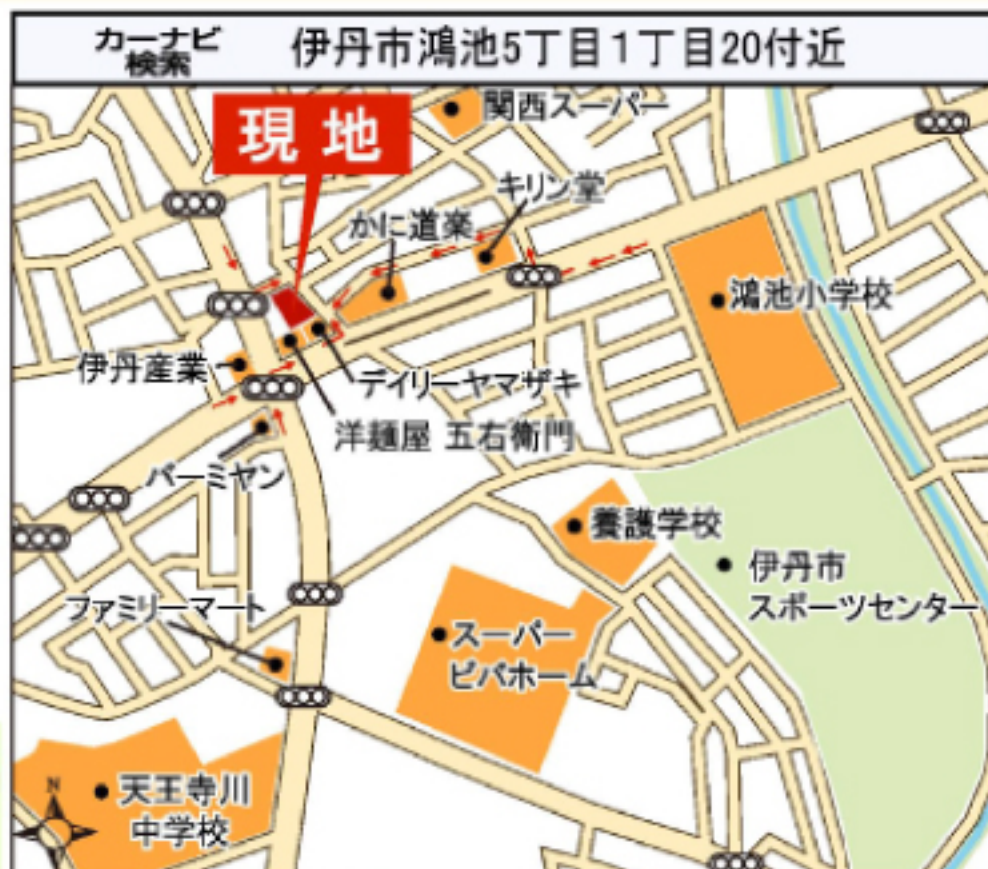 カーナビ
検索
伊丹市鴻池5丁目1丁目20付近
現地
関西スーパー
キリン堂
かに道楽
鴻池小学校
伊丹産業
デイリーヤマザキ
洋麺屋 五右衛門
バーミヤン
養護学校
伊丹市
スポーツセンター
ファミリーマート
スーパー
ビバホーム
天王寺川
中学校
N